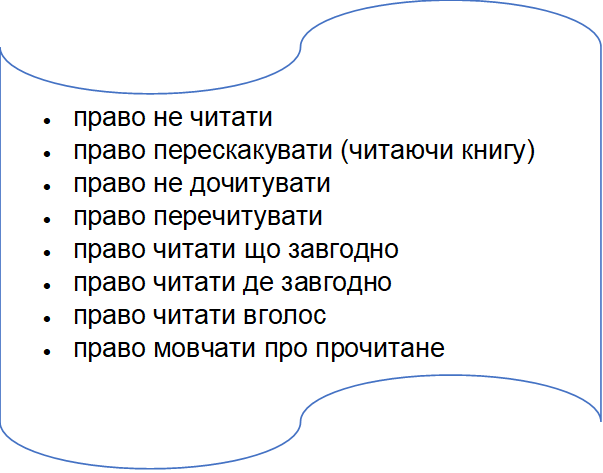 • право не читати
• право перескакувати (читаючи книгу)
• право не дочитувати
• право перечитувати
• право читати що завгодно
• право читати де завгодно
• право читати вголос
• право мовчати про прочитане